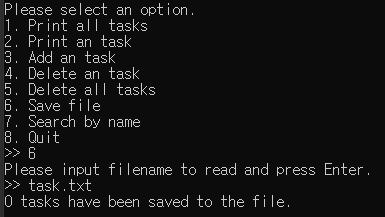 Please select an option.
1. Print all tasks
2. Print an task
3. Add an task
4. Delete an task
5. Delete all tasks
6. Save file
7. Search by name
8. Quit
>> 6
Please input filename to read and press Enter.
>> task.txt
0 tasks have been saved to the file.